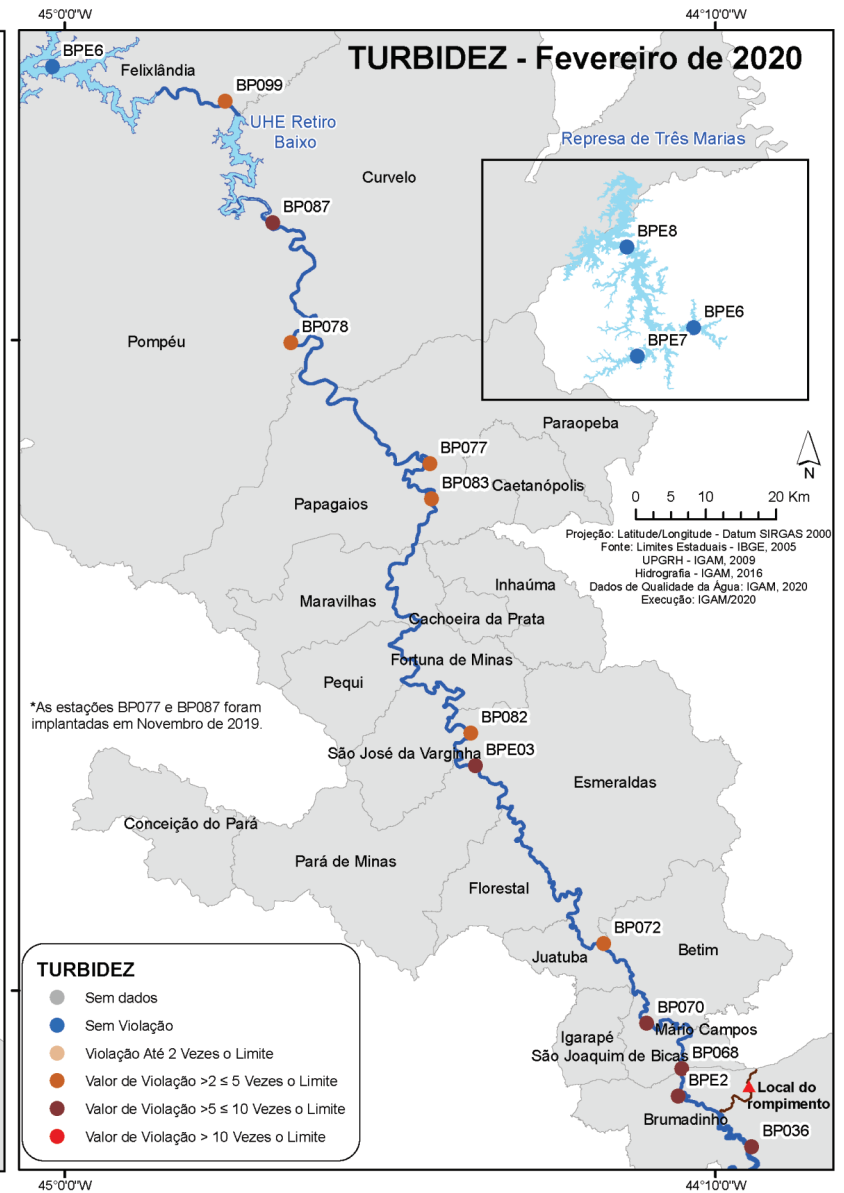 45°0'0"W
44°10'0"W
TURBIDEZ - Fevereiro de 2020
BPE6
Felixlândia
BP099
UHE Retiro
Baixo
Represa de Três Marias
Curvelo
BP087
BPE8
BPE6
BPE7
BP078
Pompéu
Paraopeba
N
BP077
BP083
Caetanópolis
Papagaios
0 5 10 20 Km
Projeção: Latitude/Longitude - Datum SIRGAS 2000
Fonte: Limites Estaduais - IBGE, 2005
UPGRH - IGAM, 2009
Hidrografia - IGAM, 2016
Dados de Qualidade da Água: IGAM, 2020
Execução: IGAM/2020
Inhaúma
Maravilhas
Cachoeira da Prata
Fortuna de Minas
Pequi
*As estações BP077 e BP087 foram
implantadas em Novembro de 2019.
BP082
São José da Varginha
BPE03
Esmeraldas
Conceição do Pará
Pará de Minas
Florestal
BP072
Juatuba
Betim
BP070
Mário Campos
Igarapé
São Joaquim de Bicas
BP068
BPE2
Local do
rompimento
Brumadinho
BP036
TURBIDEZ
Sem dados
Sem Violação
Violação Até 2 Vezes o Limite
Valor de Violação >2 ≤ 5 Vezes o Limite
Valor de Violação >5 ≤ 10 Vezes o Limite
Valor de Violação > 10 Vezes o Limite
45°0'0"W
44°10'0"W